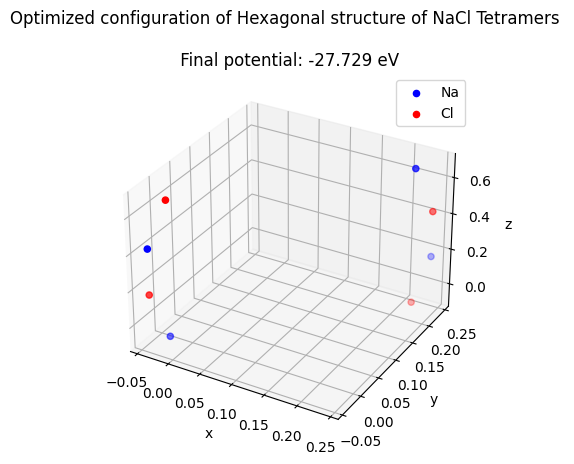 Optimized configuration of Hexagonal structure of NaCl Tetramers
Final potential: -27.729 eV
Na
Cl
0.6
0.4
0.2
0.0
z
−0.05
0.00
0.05
0.10
0.15
0.20
0.25
x
−0.05
0.00
0.05
0.10
0.15
0.20
0.25
y